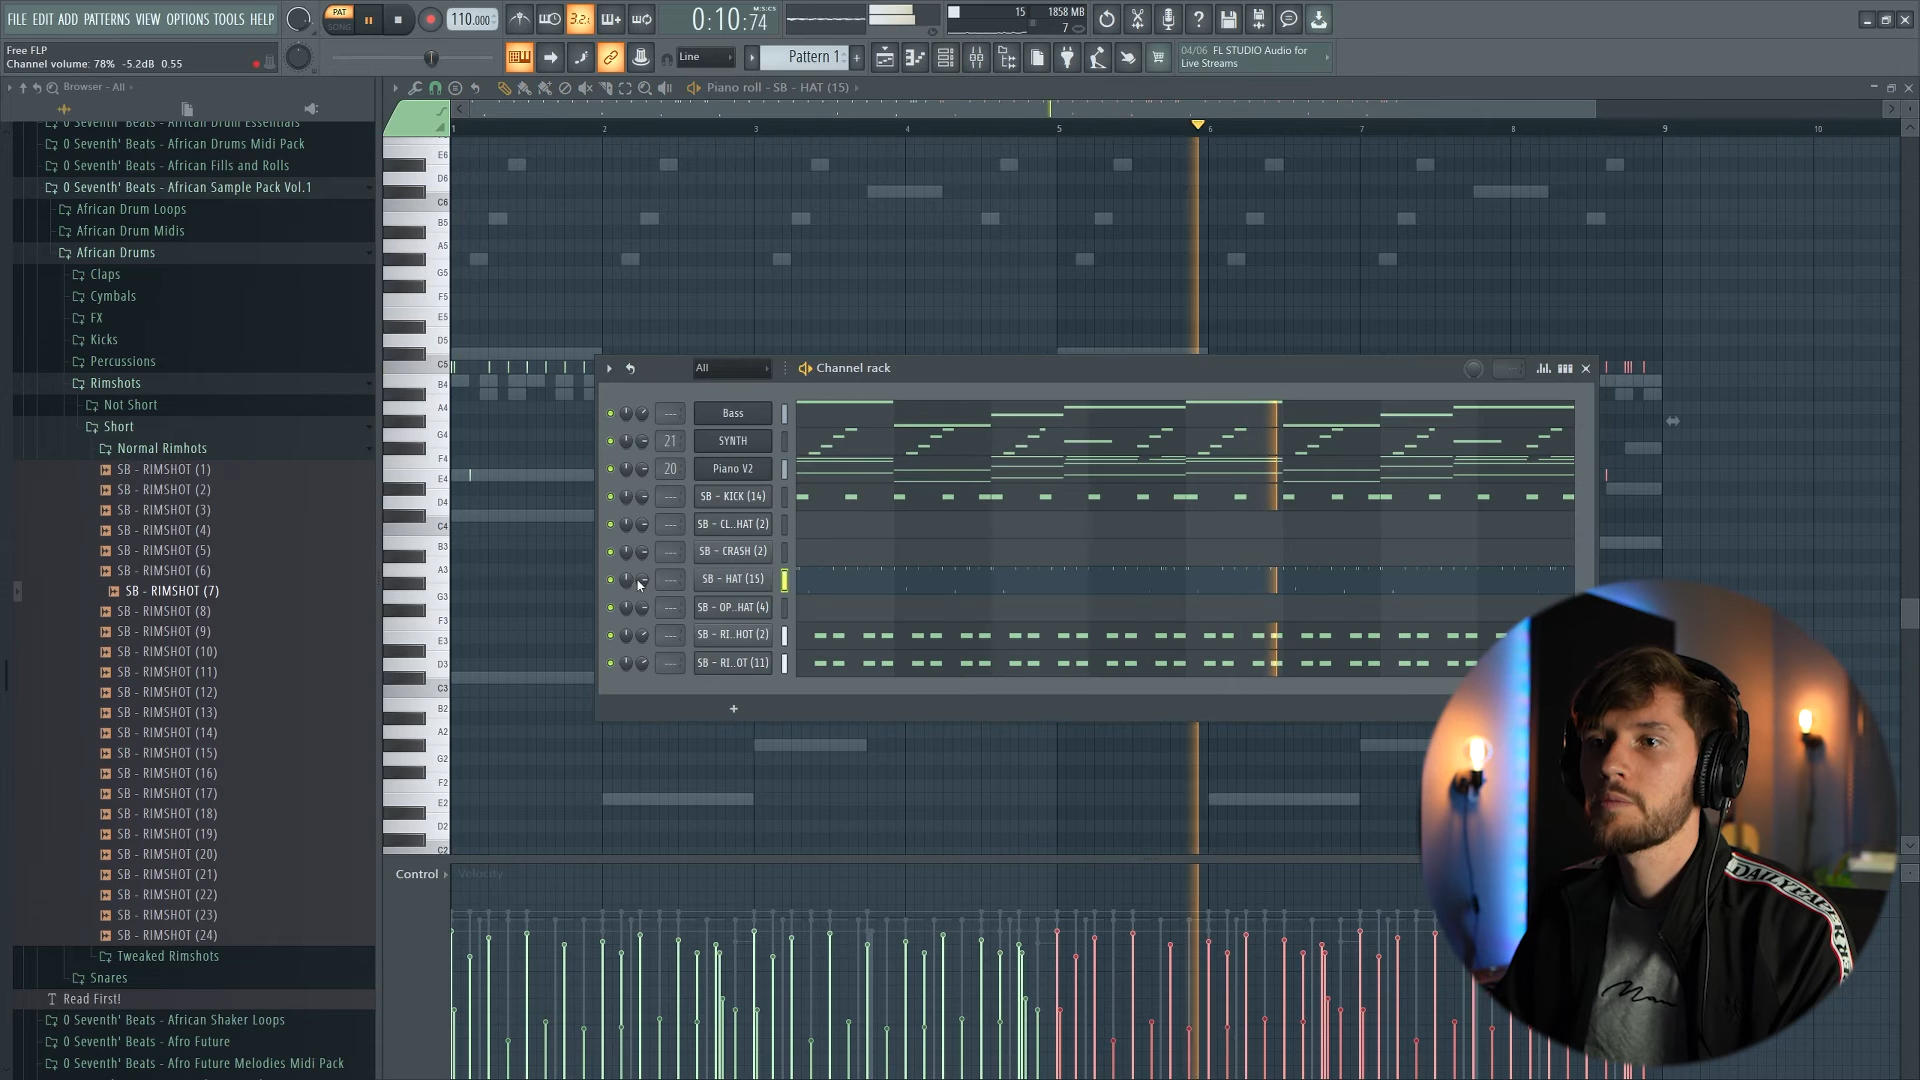 FILE EDIT ADD PATTERNS VIEW OPTIONS TOOLS HELP
PAT
110.000
3.2
0:10:74
M:S:CS
15
1858 MB
7
Free FLP
Channel volume: 78% -5.2dB 0.55
Line
Pattern 1
04/06 FL STUDIO Audio for
Live Streams
Browser - All
Piano roll - SB - HAT (15)
0 Seventh' Beats - African Drum Essentials
0 Seventh' Beats - African Drums Midi Pack
0 Seventh' Beats - African Fills and Rolls
0 Seventh' Beats - African Sample Pack Vol.1
African Drum Loops
African Drum Midis
African Drums
Claps
Cymbals
FX
Kicks
Percussions
Rimshots
Not Short
Short
Normal Rimhots
SB - RIMSHOT (1)
SB - RIMSHOT (2)
SB - RIMSHOT (3)
SB - RIMSHOT (4)
SB - RIMSHOT (5)
SB - RIMSHOT (6)
SB - RIMSHOT (7)
SB - RIMSHOT (8)
SB - RIMSHOT (9)
SB - RIMSHOT (10)
SB - RIMSHOT (11)
SB - RIMSHOT (12)
SB - RIMSHOT (13)
SB - RIMSHOT (14)
SB - RIMSHOT (15)
SB - RIMSHOT (16)
SB - RIMSHOT (17)
SB - RIMSHOT (18)
SB - RIMSHOT (19)
SB - RIMSHOT (20)
SB - RIMSHOT (21)
SB - RIMSHOT (22)
SB - RIMSHOT (23)
SB - RIMSHOT (24)
Tweaked Rimshots
Snares
Read First!
0 Seventh' Beats - African Shaker Loops
0 Seventh' Beats - Afro Future
0 Seventh' Beats - Afro Future Melodies Midi Pack
1 2 3 4 5 6 7 8 9 10
E6
D6
C6
B5
A5
G5
F5
E5
D5
C5
B4
A4
G4
F4
E4
D4
C4
B3
A3
G3
F3
E3
D3
C3
B2
A2
G2
F2
E2
D2
C2
All
Channel rack
--- Bass
21 SYNTH
20 Piano V2
--- SB - KICK (14)
--- SB - CL..HAT (2)
--- SB - CRASH (2)
--- SB - HAT (15)
--- SB - OP..HAT (4)
--- SB - RI..HOT (2)
--- SB - RI..OT (11)
+
Control
Velocity
DAILY PAPER